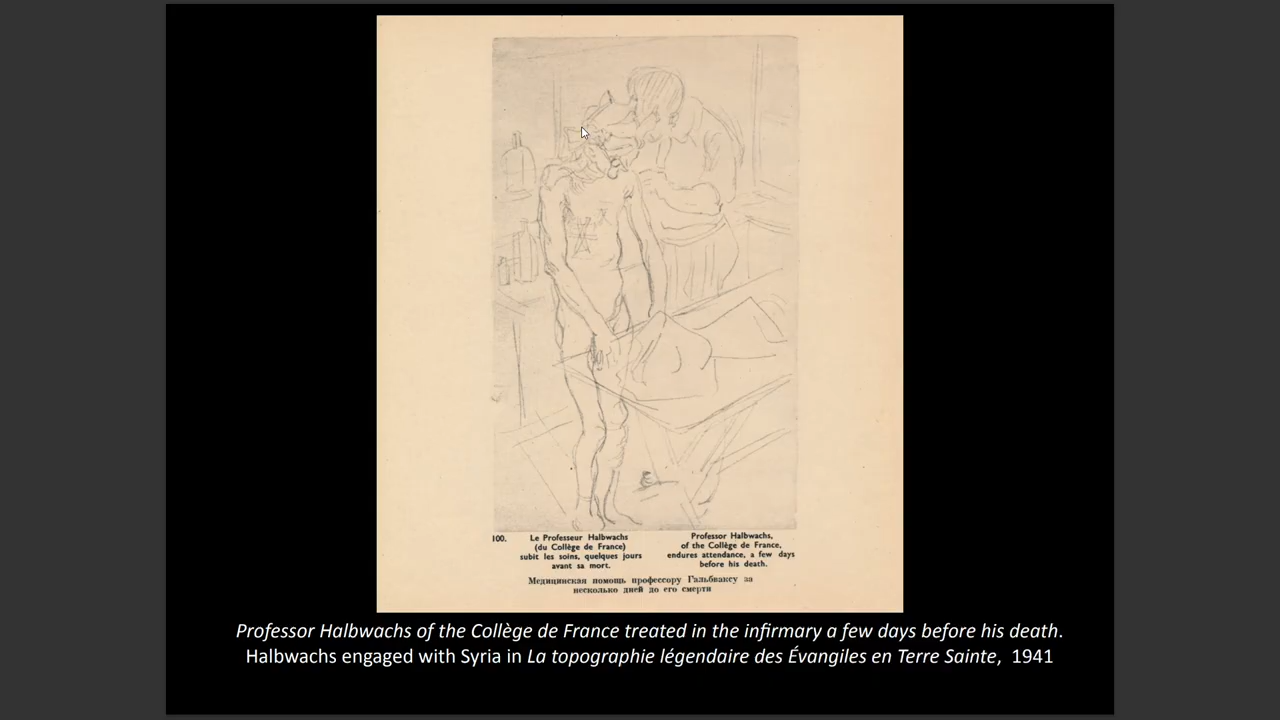 100.
Le Professeur Halbwachs
(du Collège de France)
subit les soins, quelques jours
avant sa mort.
Professor Halbwachs,
of the Collège de France,
endures attendance, a few days
before his death.
Медицинская помощь профессору Гальбваксу за
несколько дней до его смерти
Professor Halbwachs of the Collège de France treated in the infirmary a few days before his death.
Halbwachs engaged with Syria in La topographie légendaire des Évangiles en Terre Sainte, 1941